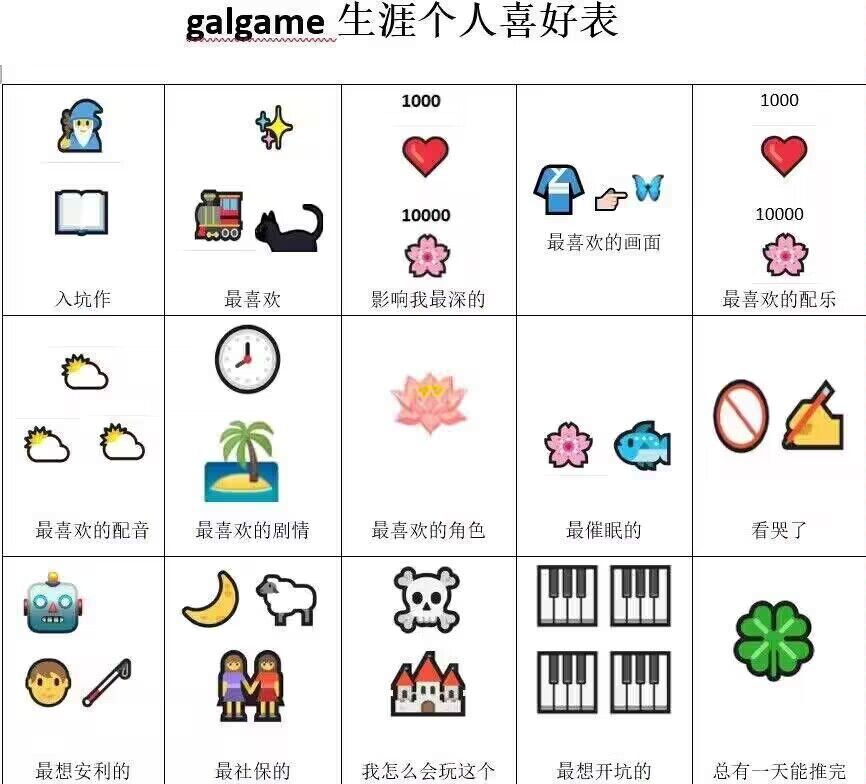 galgame 生涯个人喜好表
1000
10000
1000
10000
入坑作
最喜欢
影响我最深的
最喜欢的画面
最喜欢的配乐
最喜欢的配音
最喜欢的剧情
最喜欢的角色
最催眠的
看哭了
最想安利的
最社保的
我怎么会玩这个
最想开坑的
总有一天能推完